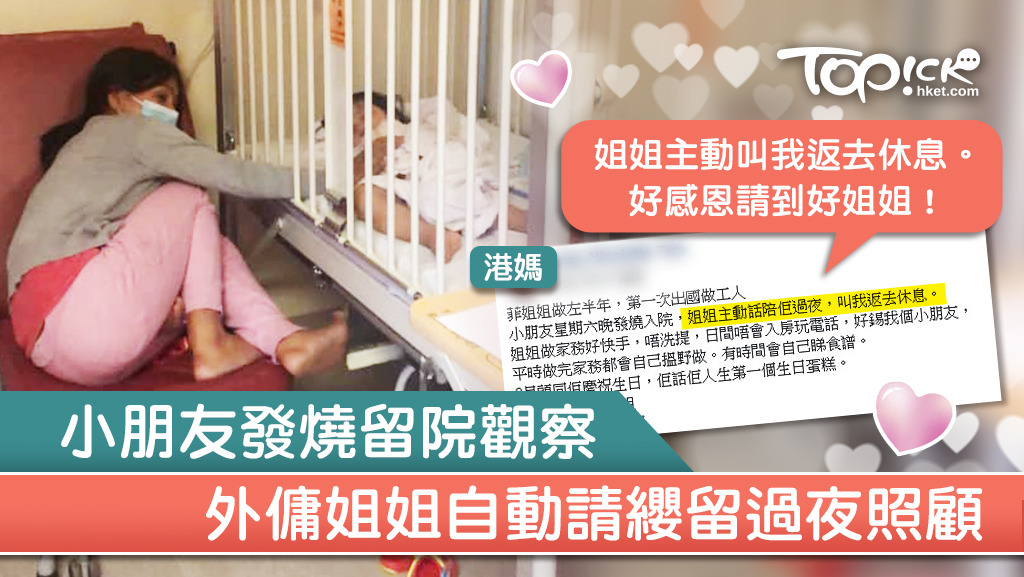 TOPick
hket.com
姐姐主動叫我返去休息。
好感恩請到好姐姐！
港媽
菲姐姐做左半年，第一次出國做工人
小朋友星期六晚發燒入院，姐姐主動話陪佢過夜，叫我返去休息。
姐姐做家務好快手，唔洗提，日間唔會入房玩電話，好錫我個小朋友，
平時做完家務都會自己搵野做。有時間會自己睇食譜。
同佢慶祝生日，佢話佢人生第一個生日蛋糕。
小朋友發燒留院觀察
外傭姐姐自動請纓留過夜照顧